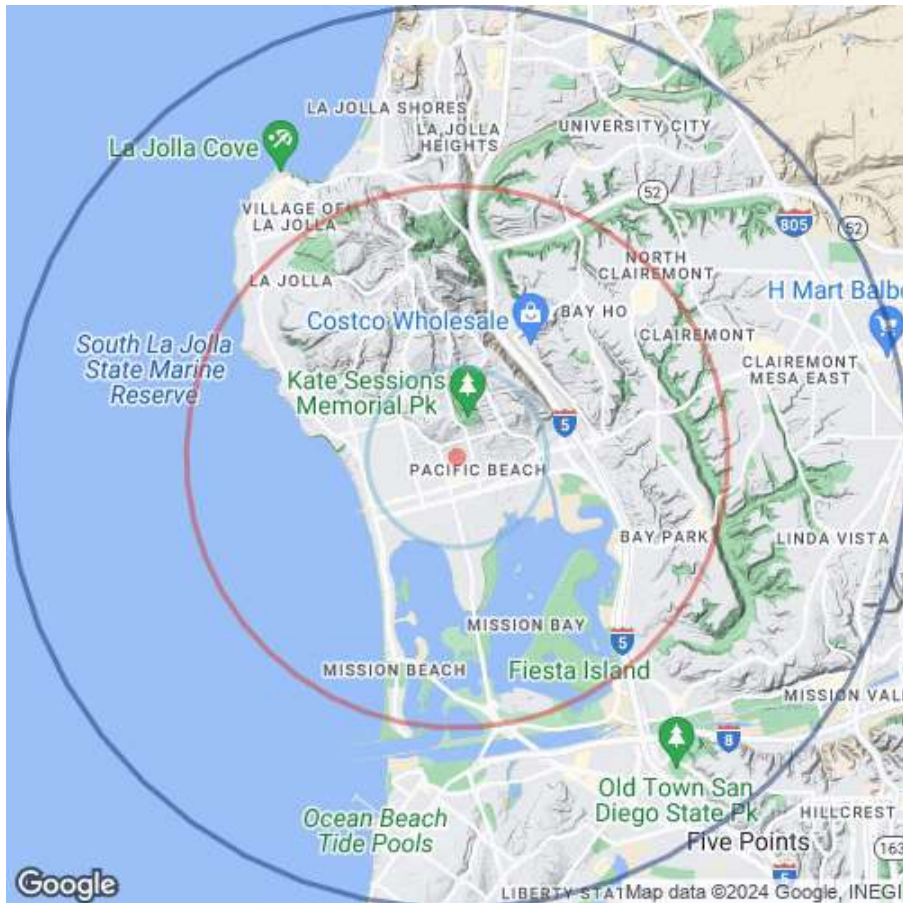 LA JOLLA SHORES
LA JOLLA
HEIGHTS
UNIVERSITY CITY
La Jolla Cove
52
VILLAGE OF
LA JOLLA
805
52
NORTH
CLAIREMONT
LA JOLLA
H Mart Balbo
Costco Wholesale
BAY HO
CLAIREMONT
South La Jolla
State Marine
Reserve
CLAIREMONT
MESA EAST
Kate Sessions
Memorial Pk
5
PACIFIC BEACH
BAY PARK
LINDA VISTA
MISSION BAY
5
MISSION BEACH
Fiesta Island
MISSION VAL
8
Old Town San
Diego State Pk
Ocean Beach
Tide Pools
HILLCREST
Five Points
163
5
Google
LIBERTY STAT
Map data ©2024 Google, INEGI